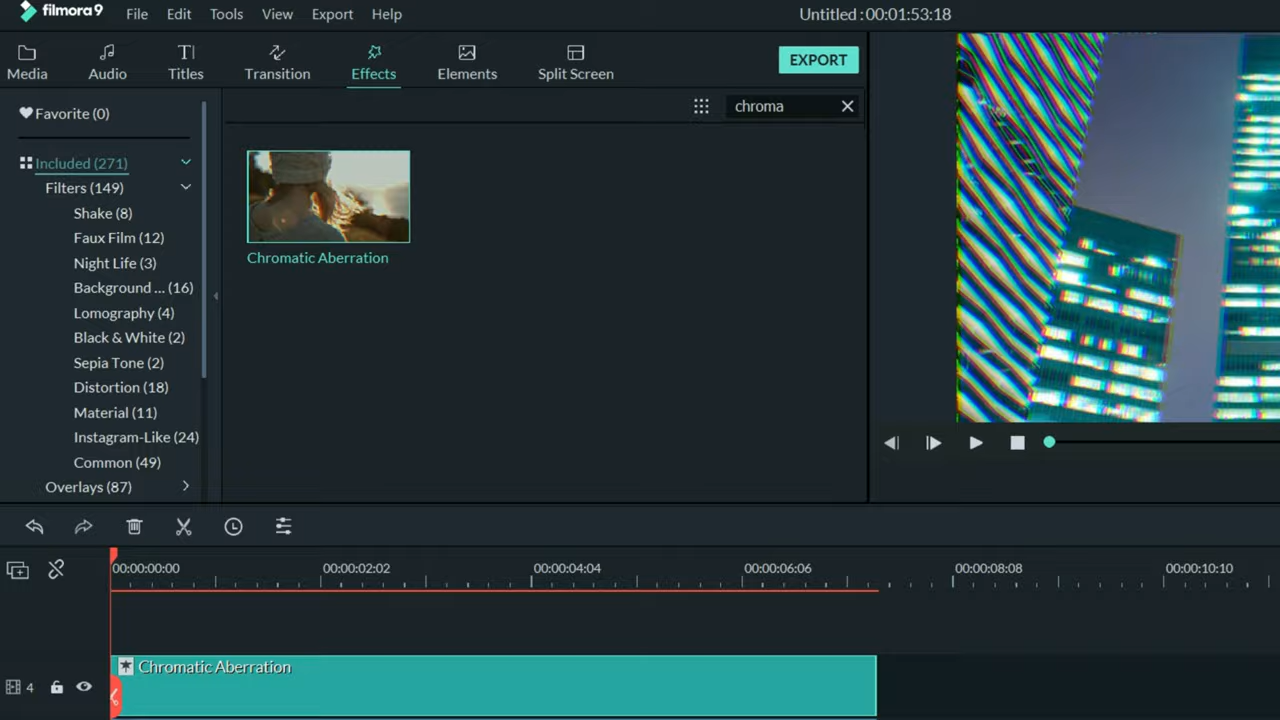 filmora9 File Edit Tools View Export Help Untitled : 00:01:53:18
Media Audio Titles Transition Effects Elements Split Screen EXPORT
Favorite (0)
chroma
Included (271)
Filters (149)
Shake (8)
Faux Film (12)
Night Life (3)
Background ... (16)
Lomography (4)
Black & White (2)
Sepia Tone (2)
Distortion (18)
Material (11)
Instagram-Like (24)
Common (49)
Overlays (87)
Chromatic Aberration
00:00:00:00 00:00:02:02 00:00:04:04 00:00:06:06 00:00:08:08 00:00:10:10
Chromatic Aberration
4